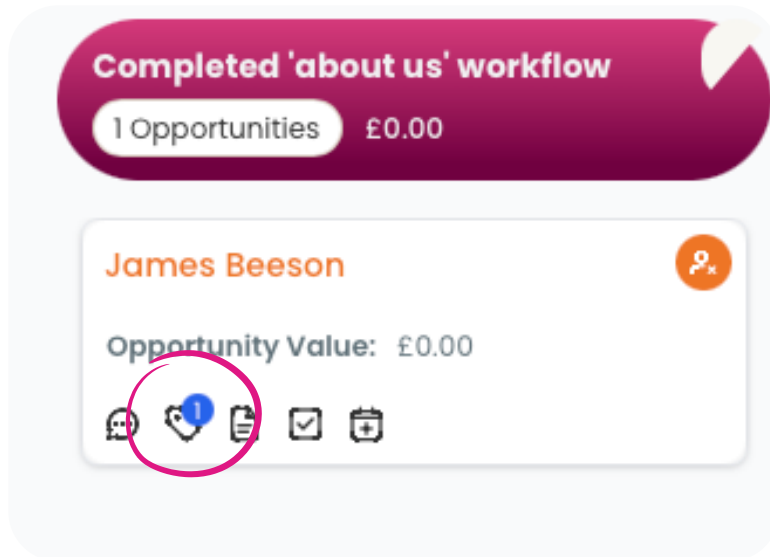 Completed 'about us' workflow
1 Opportunities £0.00
James Beeson
Opportunity Value: £0.00
1